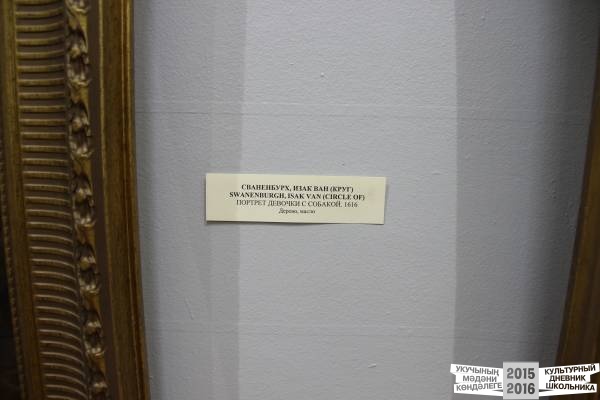 СВАНЕНБУРХ, ИЗАК ВАН (КРУГ)
SWANENBURGH, ISAK VAN (CIRCLE OF)
ПОРТРЕТ ДЕВОЧКИ С СОБАКОЙ. 1616
Дерево, масло
УКУЧЫНЫҢ
МӘДӘНИ
КӨНДӘЛЕГЕ
2015
2016
КУЛЬТУРНЫЙ
ДНЕВНИК
ШКОЛЬНИКА